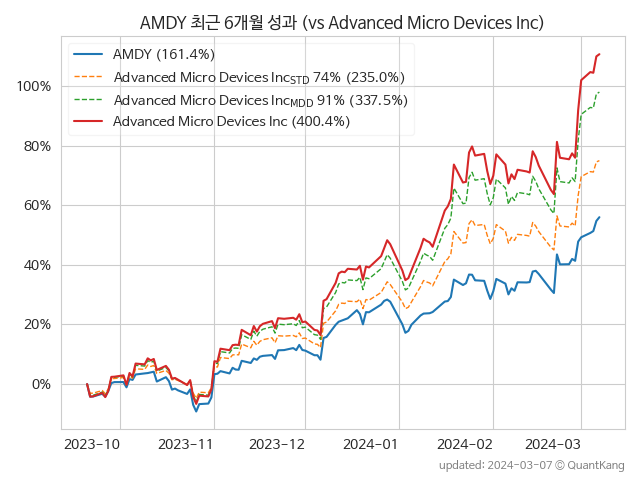 AMDY 최근 6개월 성과 (vs Advanced Micro Devices Inc)
AMDY (161.4%)
Advanced Micro Devices IncSTD 74% (235.0%)
Advanced Micro Devices IncMDD 91% (337.5%)
Advanced Micro Devices Inc (400.4%)
100%
80%
60%
40%
20%
0%
2023-10 2023-11 2023-12 2024-01 2024-02 2024-03
updated: 2024-03-07 © QuantKang